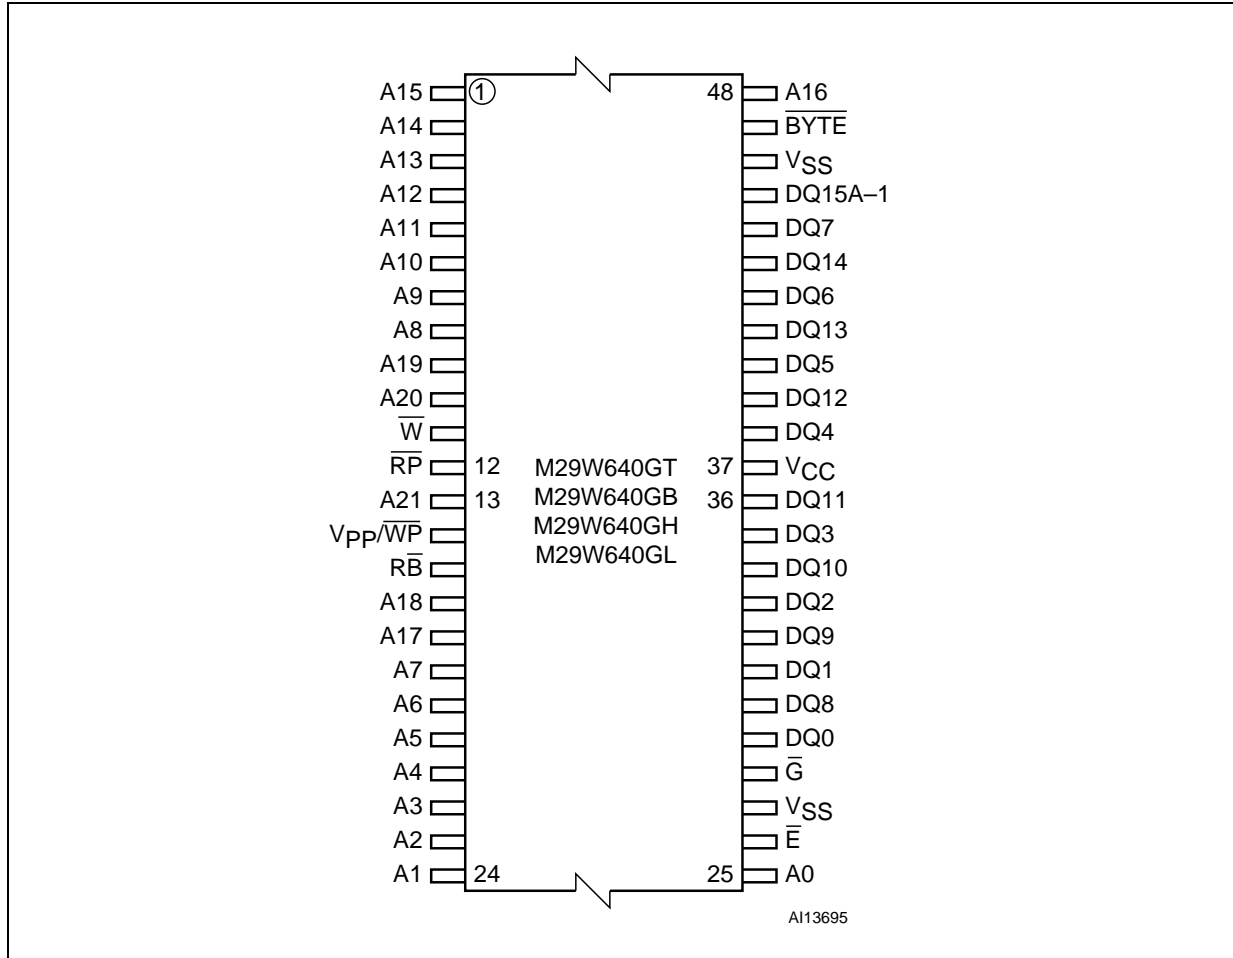 A15 1 48 A16
A14 B̅Y̅T̅E̅
A13 VSS
A12 DQ15A–1
A11 DQ7
A10 DQ14
A9 DQ6
A8 DQ13
A19 DQ5
A20 DQ12
W̅ DQ4
R̅P̅ 12 M29W640GT 37 VCC
A21 13 M29W640GB 36 DQ11
VPP/W̅P̅ M29W640GH DQ3
RB̅ M29W640GL DQ10
A18 DQ2
A17 DQ9
A7 DQ1
A6 DQ8
A5 DQ0
A4 G̅
A3 VSS
A2 E̅
A1 24 25 A0
AI13695